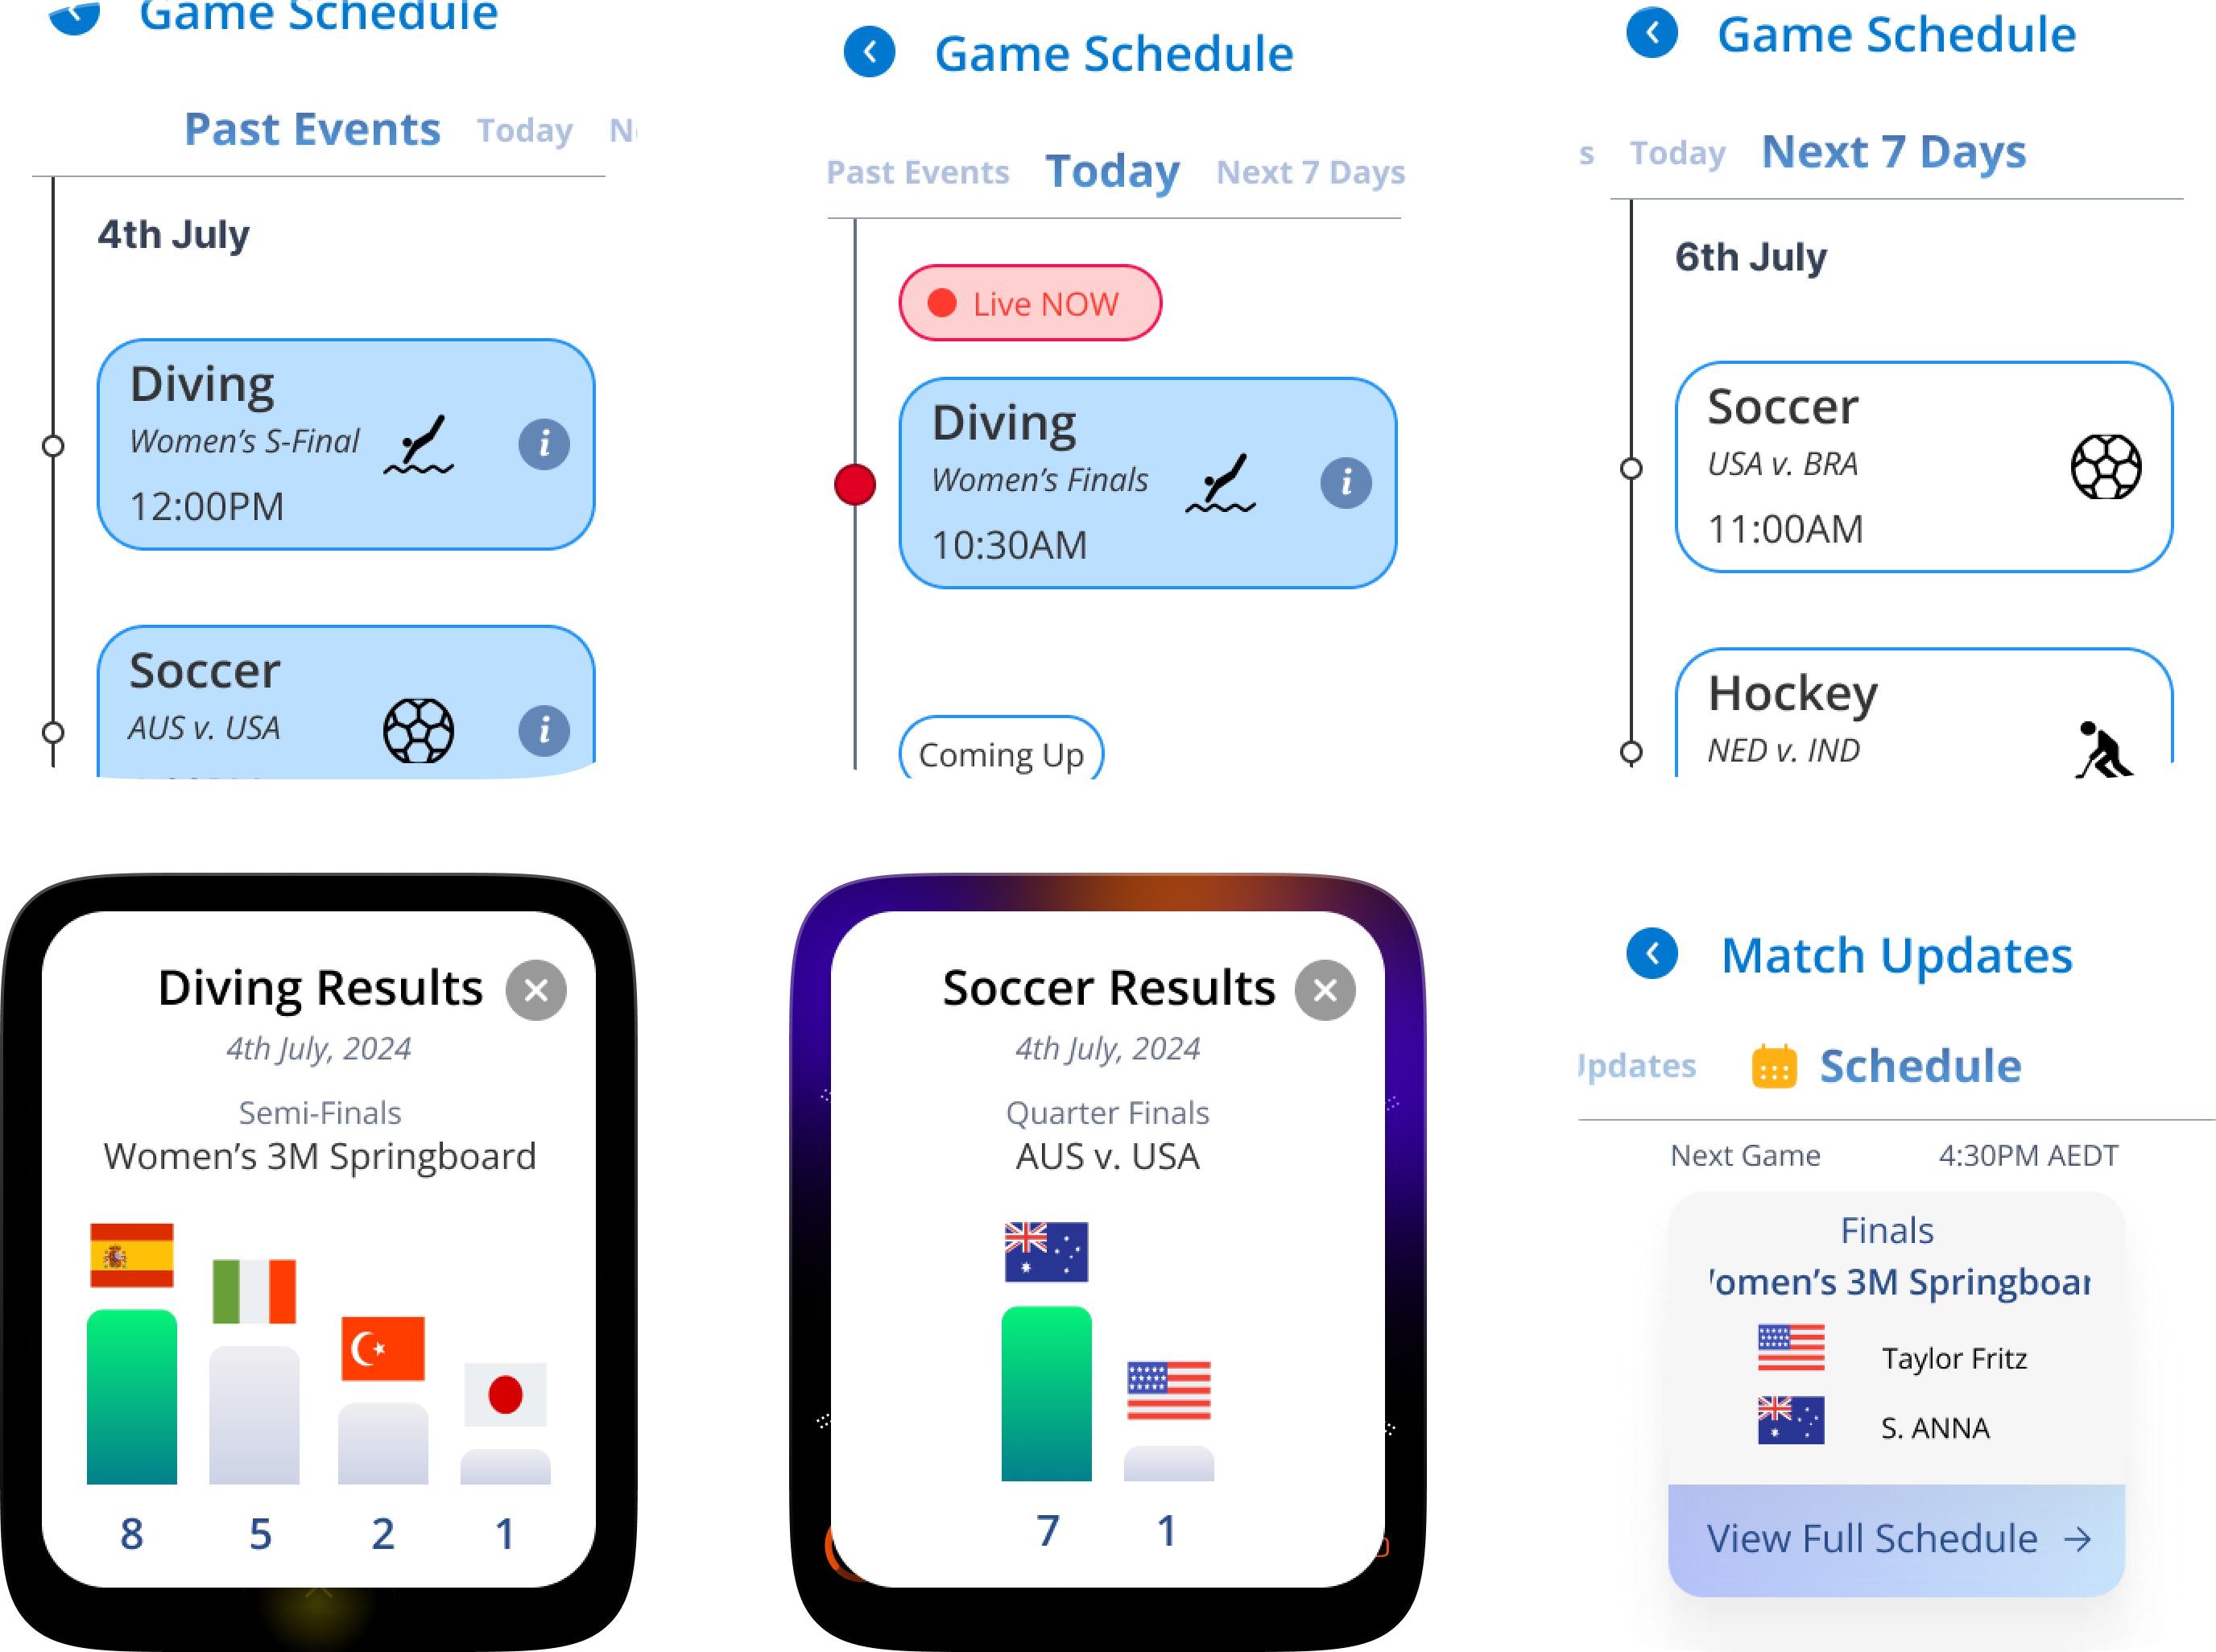 Game Schedule
Past Events Today
4th July
Diving
Women's S-Final
12:00PM
Soccer
AUS v. USA
Game Schedule
Past Events Today Next 7 Days
Live NOW
Diving
Women's Finals
10:30AM
Coming Up
Game Schedule
s Today Next 7 Days
6th July
Soccer
USA v. BRA
11:00AM
Hockey
NED v. IND
Diving Results
4th July, 2024
Semi-Finals
Women's 3M Springboard
8 5 2 1
Soccer Results
4th July, 2024
Quarter Finals
AUS v. USA
7 1
Match Updates
Updates Schedule
Next Game 4:30PM AEDT
Finals
omen's 3M Springboar
Taylor Fritz
S. ANNA
View Full Schedule →